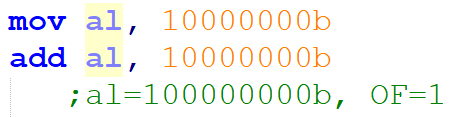 mov al, 10000000b
add al, 10000000b
;al=100000000b, OF=1